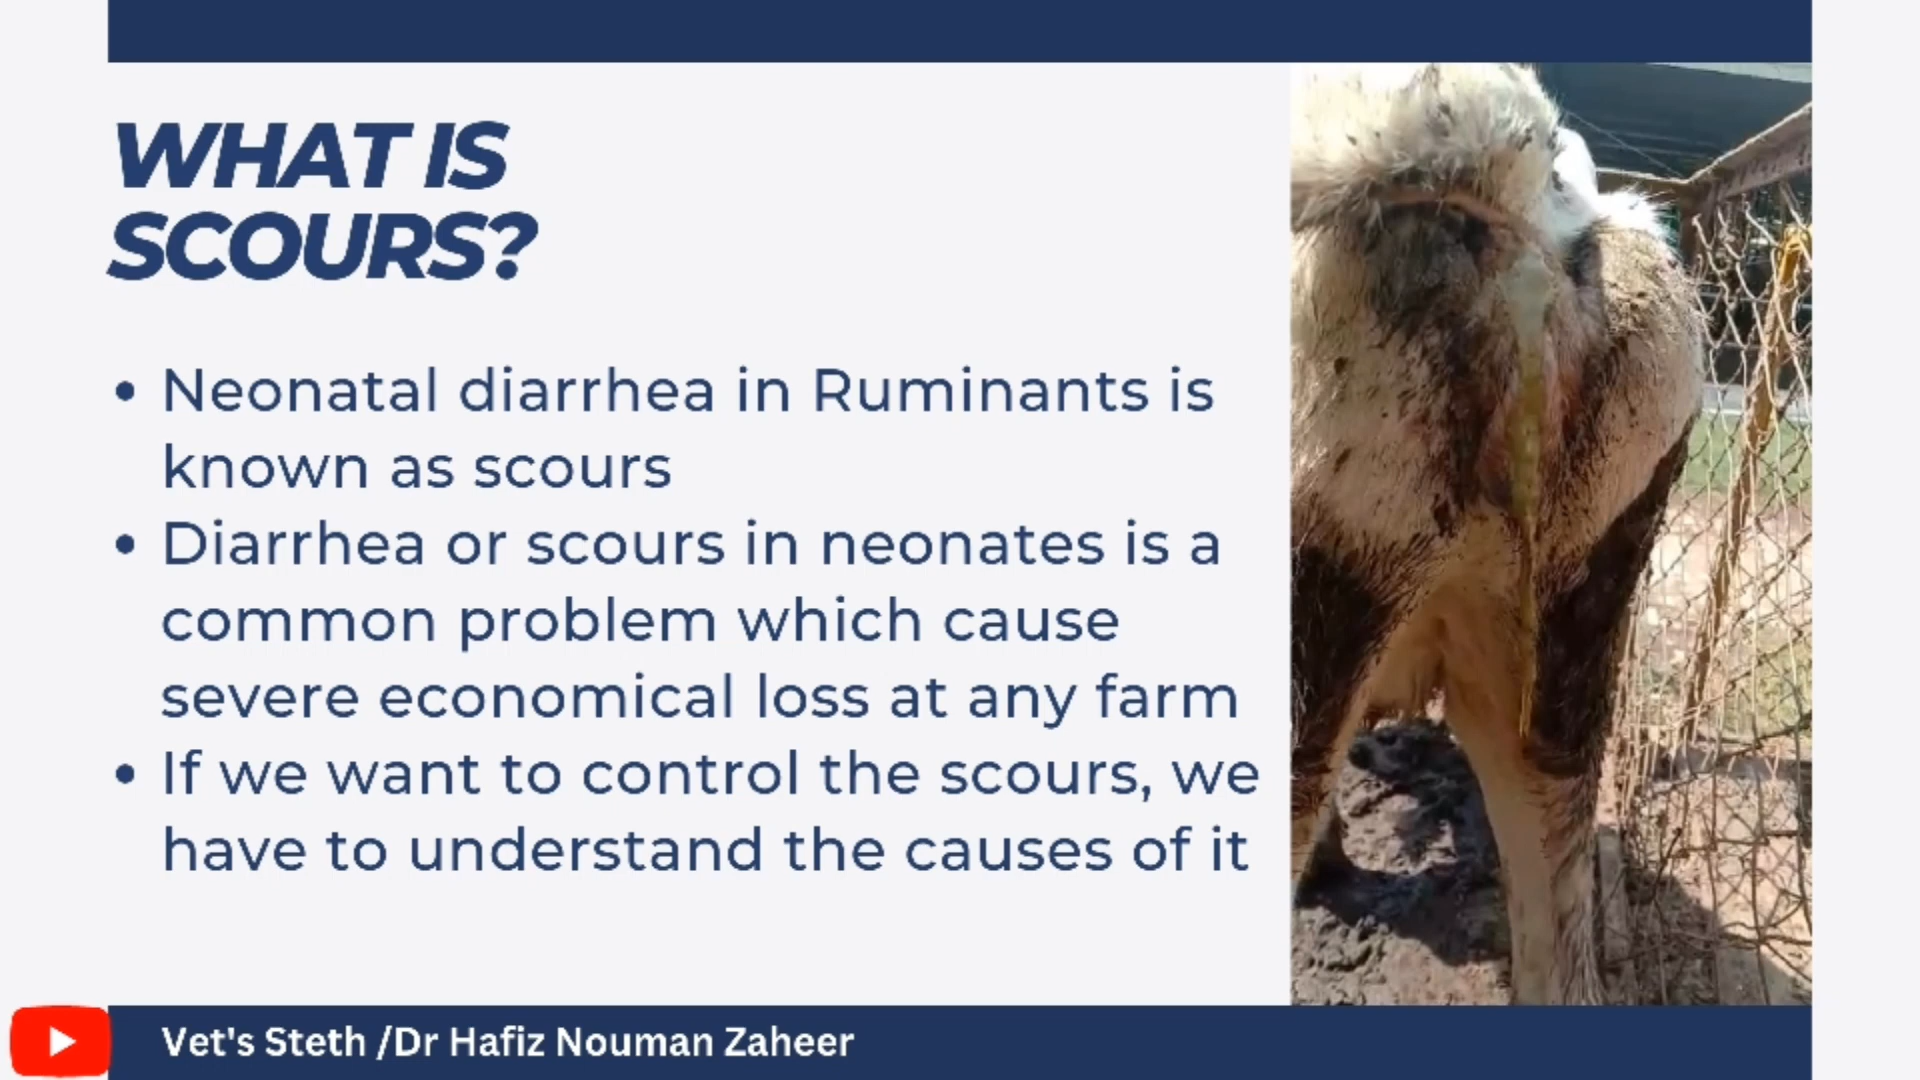 WHAT IS
SCOURS?
• Neonatal diarrhea in Ruminants is
known as scours
• Diarrhea or scours in neonates is a
common problem which cause
severe economical loss at any farm
• If we want to control the scours, we
have to understand the causes of it
Vet's Steth /Dr Hafiz Nouman Zaheer